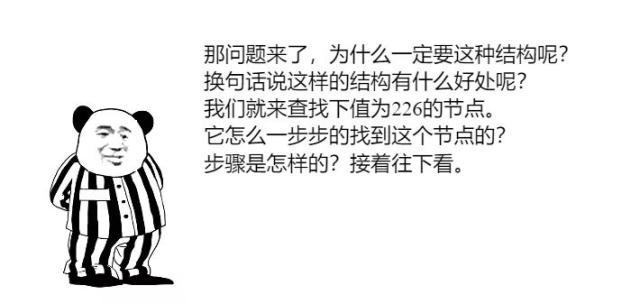 那问题来了，为什么一定要这种结构呢？
换句话说这样的结构有什么好处呢？
我们就来查找下值为226的节点。
它怎么一步步的找到这个节点的？
步骤是怎样的？接着往下看。